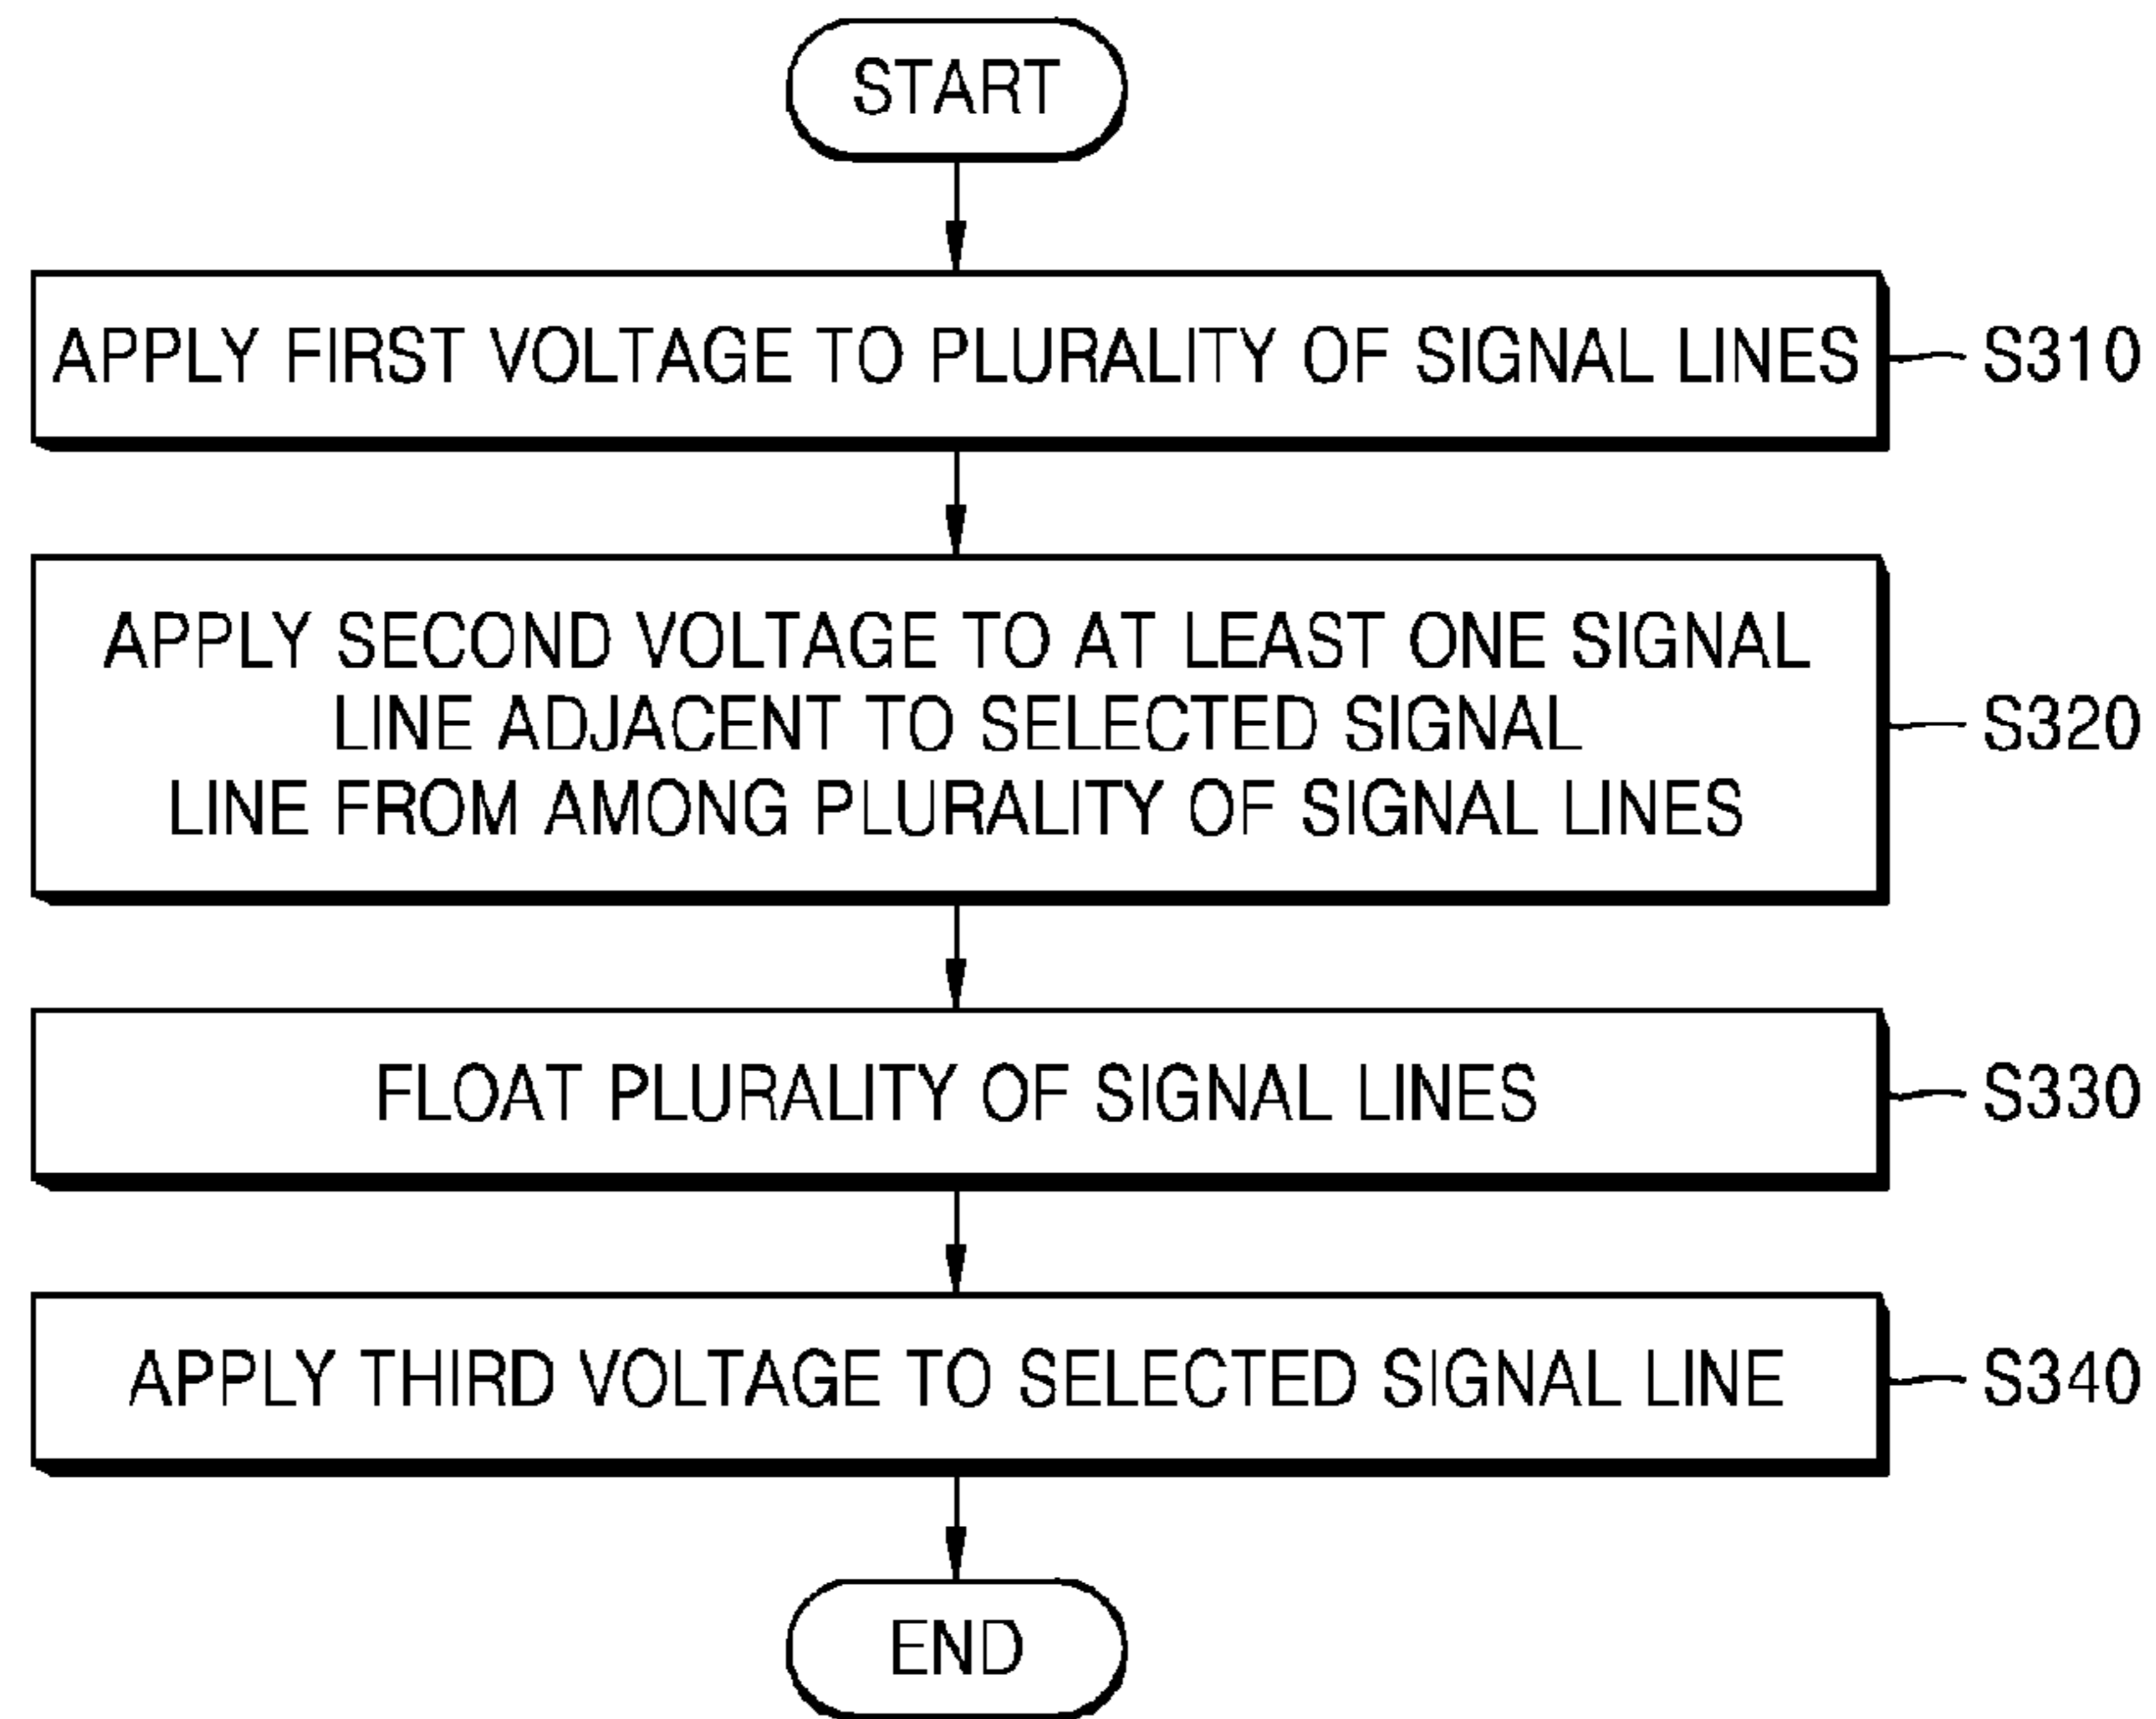 START
APPLY FIRST VOLTAGE TO PLURALITY OF SIGNAL LINES
S310
APPLY SECOND VOLTAGE TO AT LEAST ONE SIGNAL
LINE ADJACENT TO SELECTED SIGNAL
LINE FROM AMONG PLURALITY OF SIGNAL LINES
S320
FLOAT PLURALITY OF SIGNAL LINES
S330
APPLY THIRD VOLTAGE TO SELECTED SIGNAL LINE
S340
END